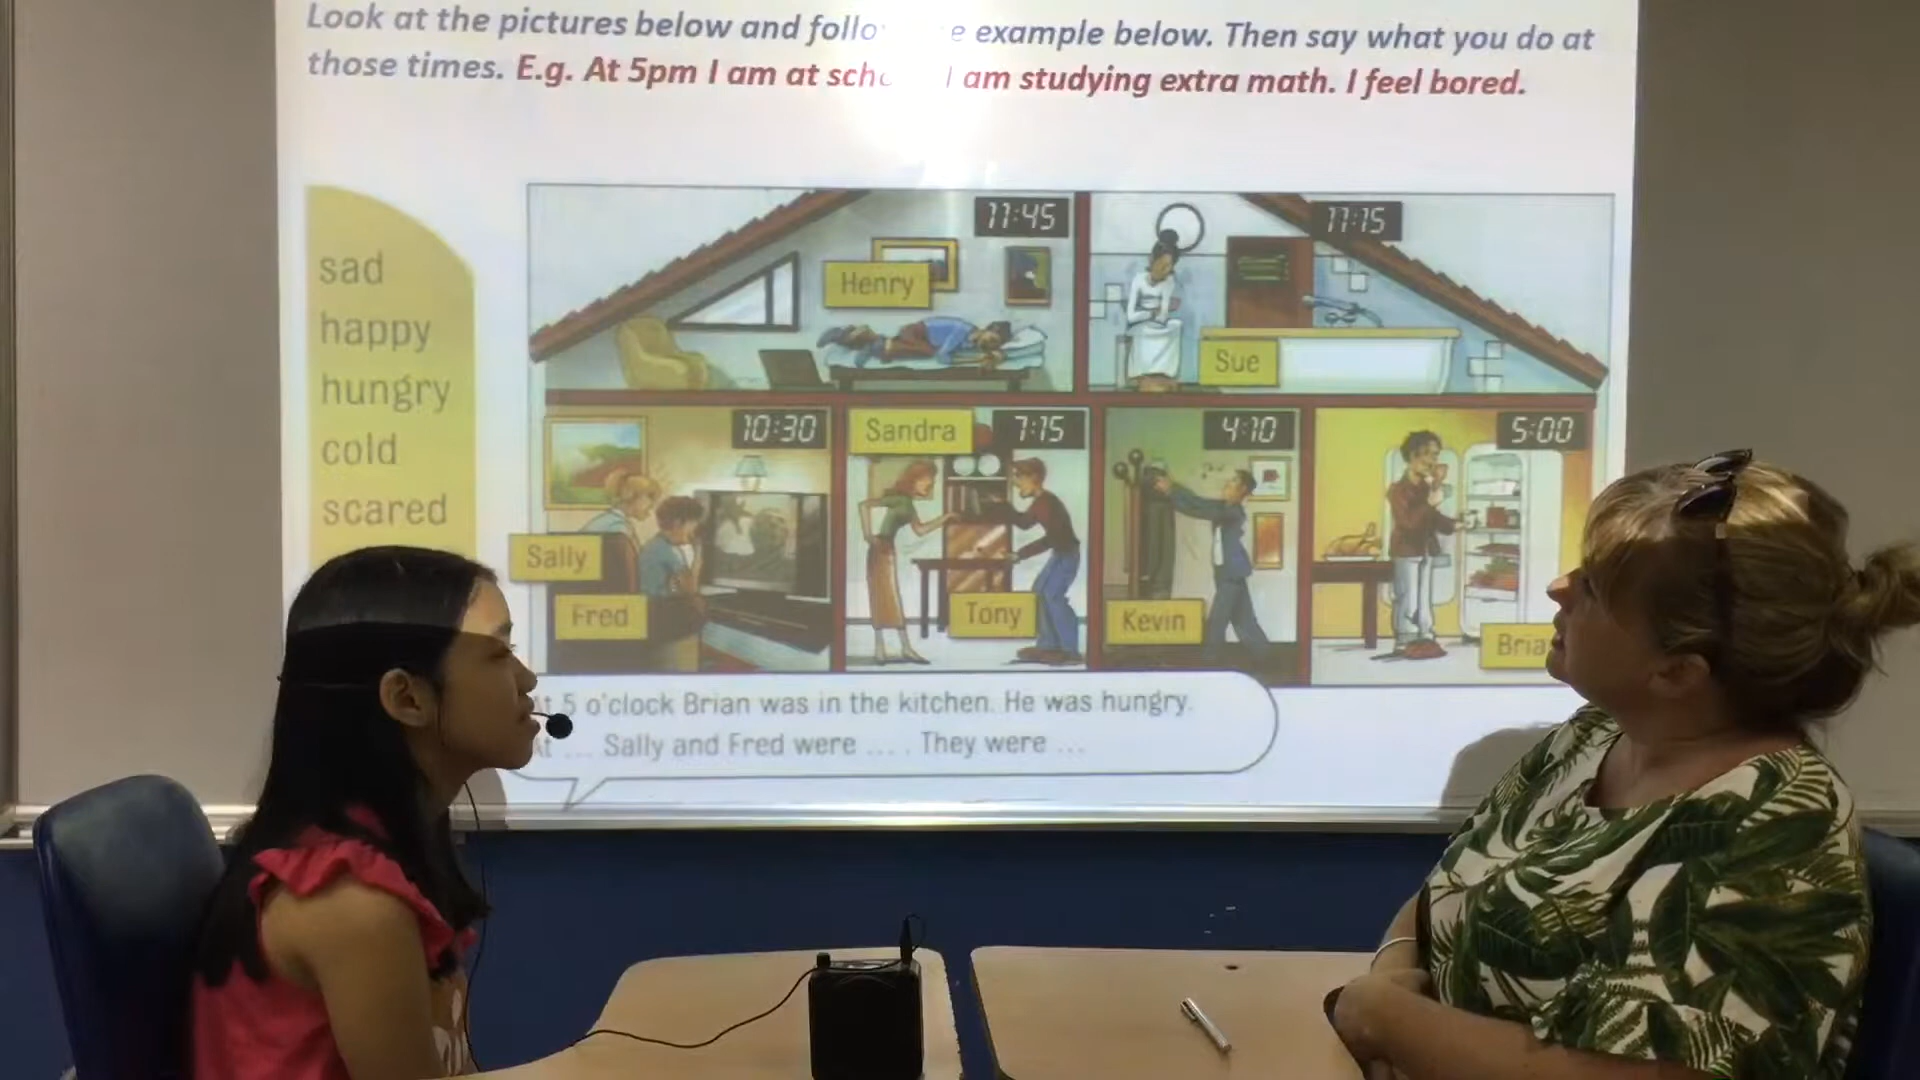 Look at the pictures below and follo e example below. Then say what you do at
those times. E.g. At 5pm I am at sch I am studying extra math. I feel bored.
sad
happy
hungry
cold
scared
11:45
Henry
11:15
Sue
10:30
Sally
Fred
Sandra
7:15
Tony
4:10
Kevin
5:00
Bria
5 o'clock Brian was in the kitchen. He was hungry.
... Sally and Fred were .... They were ...